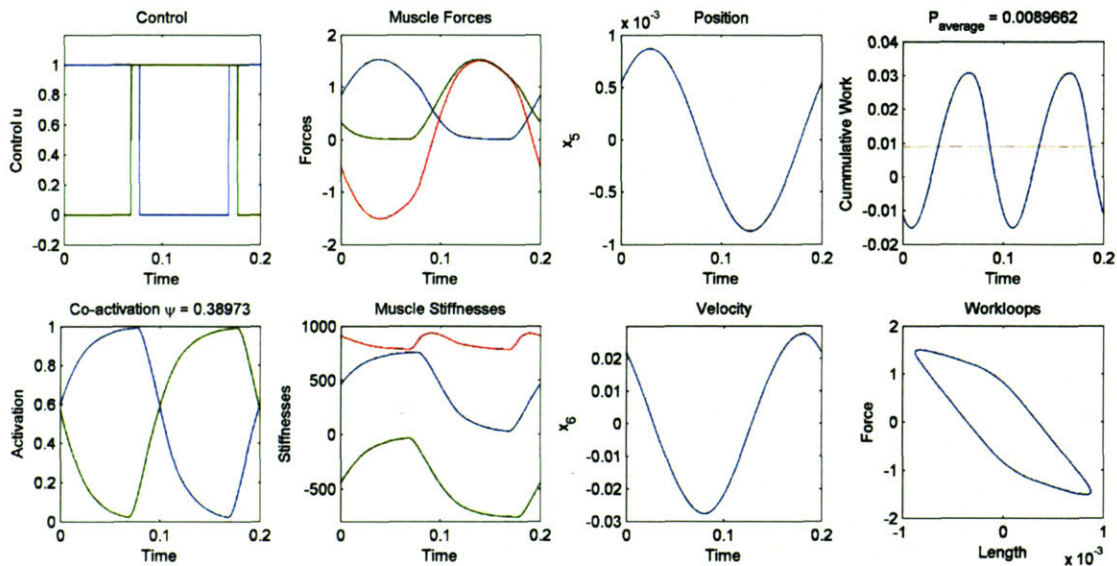 Control
Control u
1
0.8
0.6
0.4
0.2
0
-0.2
0
0.1
0.2
Time
Muscle Forces
Forces
2
1
0
-1
-2
0
0.1
0.2
Time
Position
x 10⁻³
x₅
1
0.5
0
-0.5
-1
0
0.1
0.2
Time
P_average = 0.0089662
Cummulative Work
0.04
0.03
0.02
0.01
0
-0.01
-0.02
0
0.1
0.2
Time
Co-activation ψ = 0.38973
Activation
1
0.8
0.6
0.4
0.2
0
0
0.1
0.2
Time
Muscle Stiffnesses
Stiffnesses
1000
500
0
-500
0
0.1
0.2
Time
Velocity
x₆
0.02
0.01
0
-0.01
-0.02
-0.03
0
0.1
0.2
Time
Workloops
Force
2
1
0
-1
-2
-1
0
1
Length
x 10⁻³